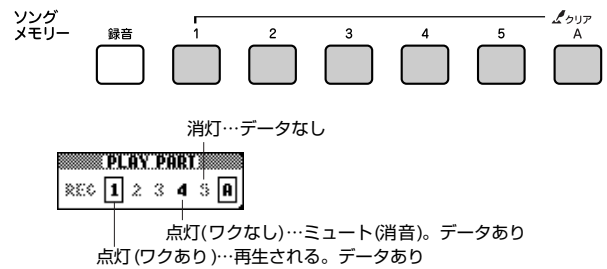 ソング
メモリー
録音 1 2 3 4 5 A
クリア
消灯…データなし
PLAY PART
REC 1 2 3 4 5 A
点灯(ワクなし)…ミュート(消音)。データあり
点灯(ワクあり)…再生される。データあり